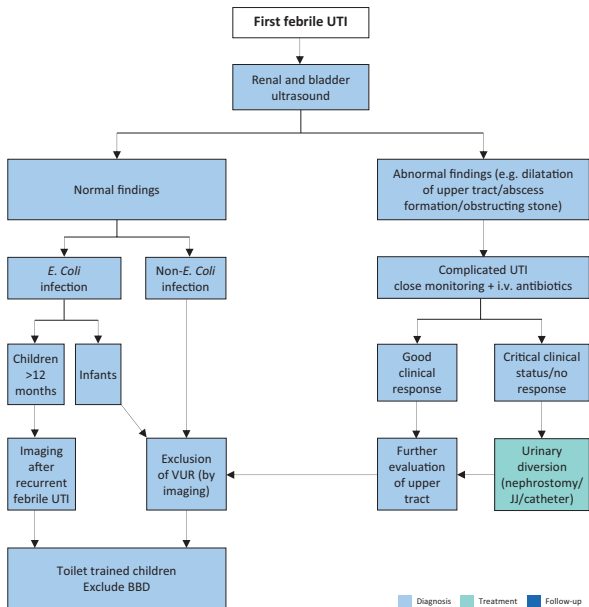 First febrile UTI
Renal and bladder
ultrasound
Normal findings
Abnormal findings (e.g. dilatation
of upper tract/abscess
formation/obstructing stone)
E. Coli
infection
Non-E. Coli
infection
Complicated UTI
close monitoring + i.v. antibiotics
Children
>12
months
Infants
Good
clinical
response
Critical clinical
status/no
response
Imaging
after
recurrent
febrile UTI
Exclusion
of VUR (by
imaging)
Further
evaluation
of upper
tract
Urinary
diversion
(nephrostomy/
JJ/catheter)
Toilet trained children
Exclude BBD
Diagnosis
Treatment
Follow-up